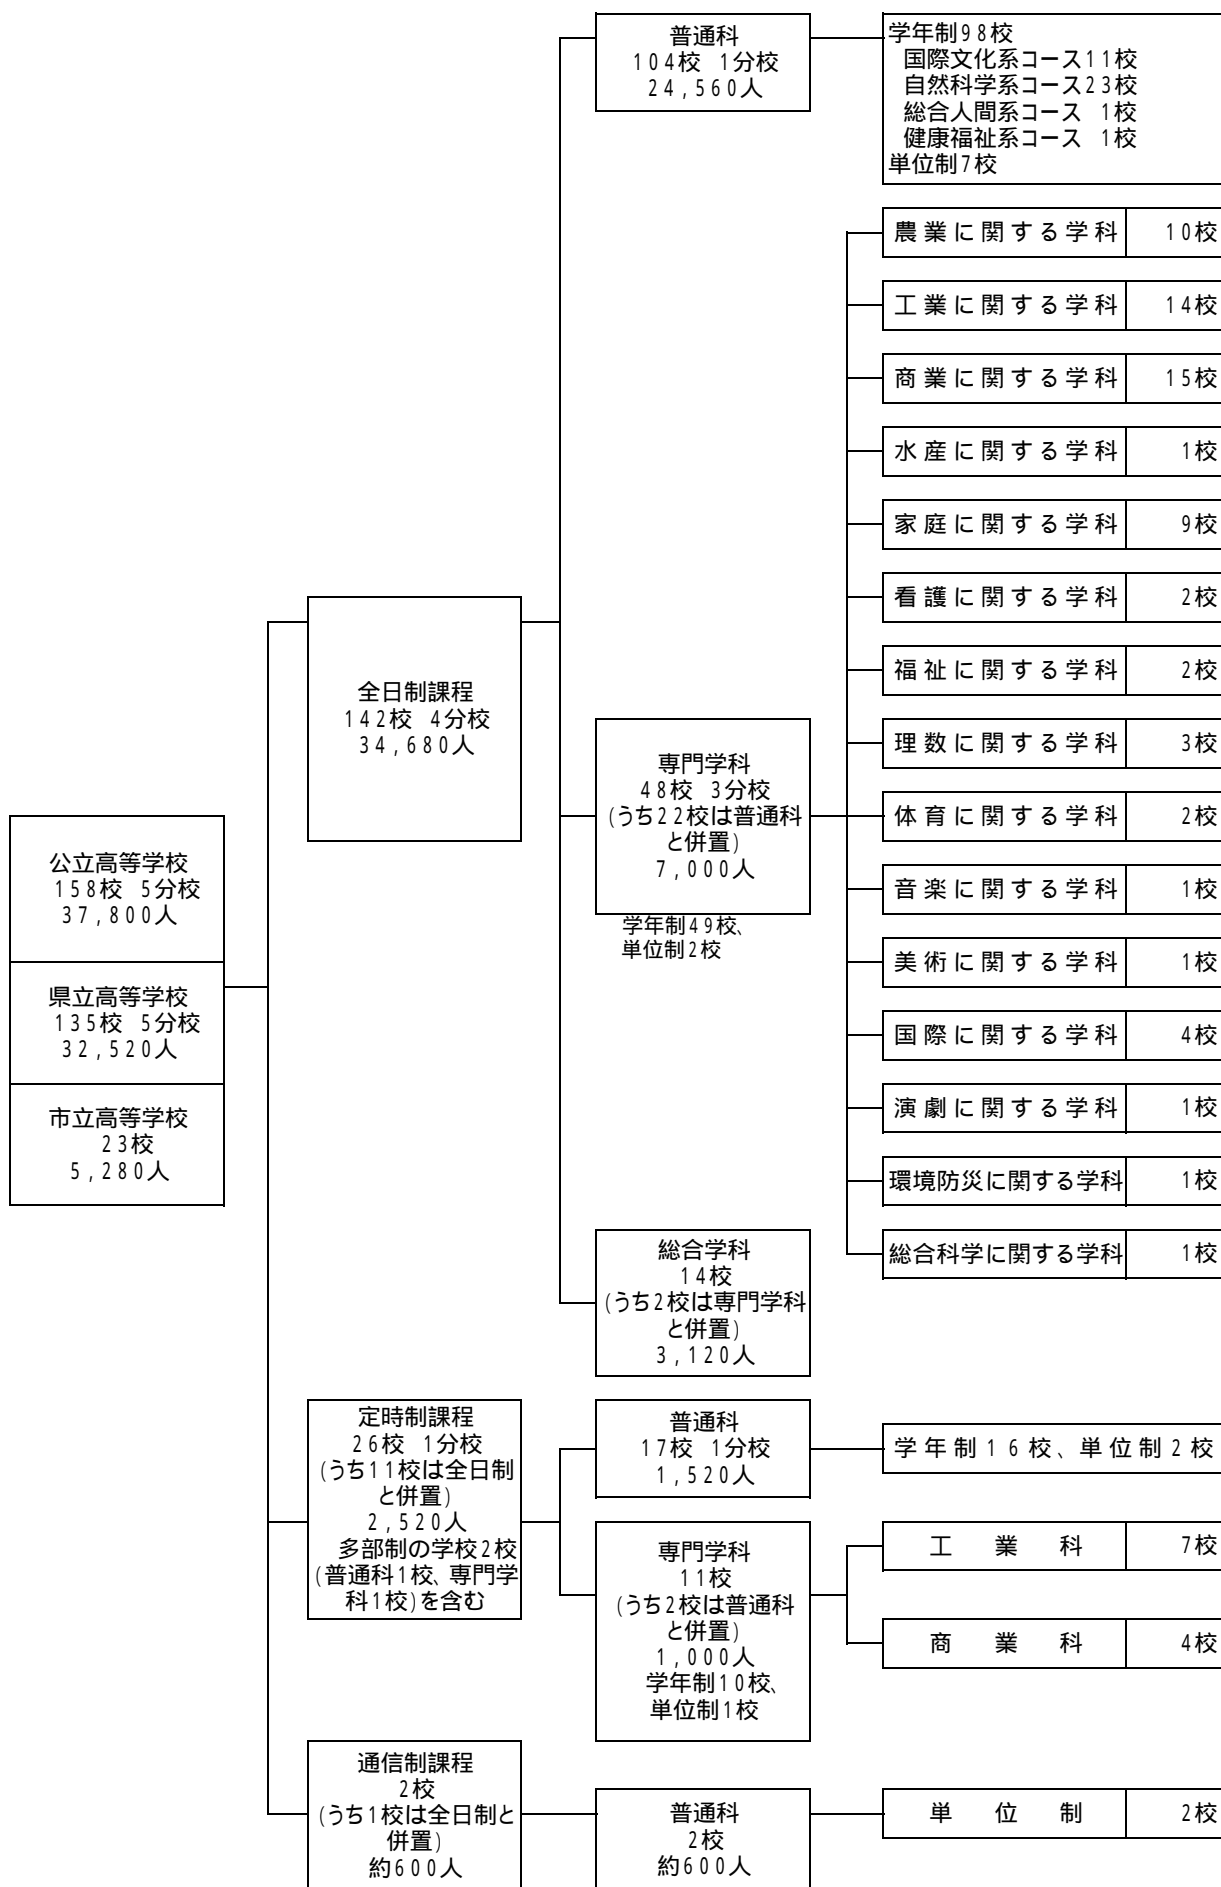 公立高等学校
158校 5分校
37,800人
県立高等学校
135校 5分校
32,520人
市立高等学校
23校
5,280人
全日制課程
142校 4分校
34,680人
普通科
104校 1分校
24,560人
学年制98校
国際文化系コース11校
自然科学系コース23校
総合人間系コース 1校
健康福祉系コース 1校
単位制7校
専門学科
48校 3分校
(うち22校は普通科
と併置)
7,000人
学年制49校、
単位制2校
農業に関する学科 10校
工業に関する学科 14校
商業に関する学科 15校
水産に関する学科 1校
家庭に関する学科 9校
看護に関する学科 2校
福祉に関する学科 2校
理数に関する学科 3校
体育に関する学科 2校
音楽に関する学科 1校
美術に関する学科 1校
国際に関する学科 4校
演劇に関する学科 1校
環境防災に関する学科 1校
総合科学に関する学科 1校
総合学科
14校
(うち2校は専門学科
と併置)
3,120人
定時制課程
26校 1分校
(うち11校は全日制
と併置)
2,520人
多部制の学校2校
(普通科1校、専門学
科1校)を含む
普通科
17校 1分校
1,520人
学年制16校、単位制2校
専門学科
11校
(うち2校は普通科
と併置)
1,000人
学年制10校、
単位制1校
工業科 7校
商業科 4校
通信制課程
2校
(うち1校は全日制と
併置)
約600人
普通科
2校
約600人
単位制 2校